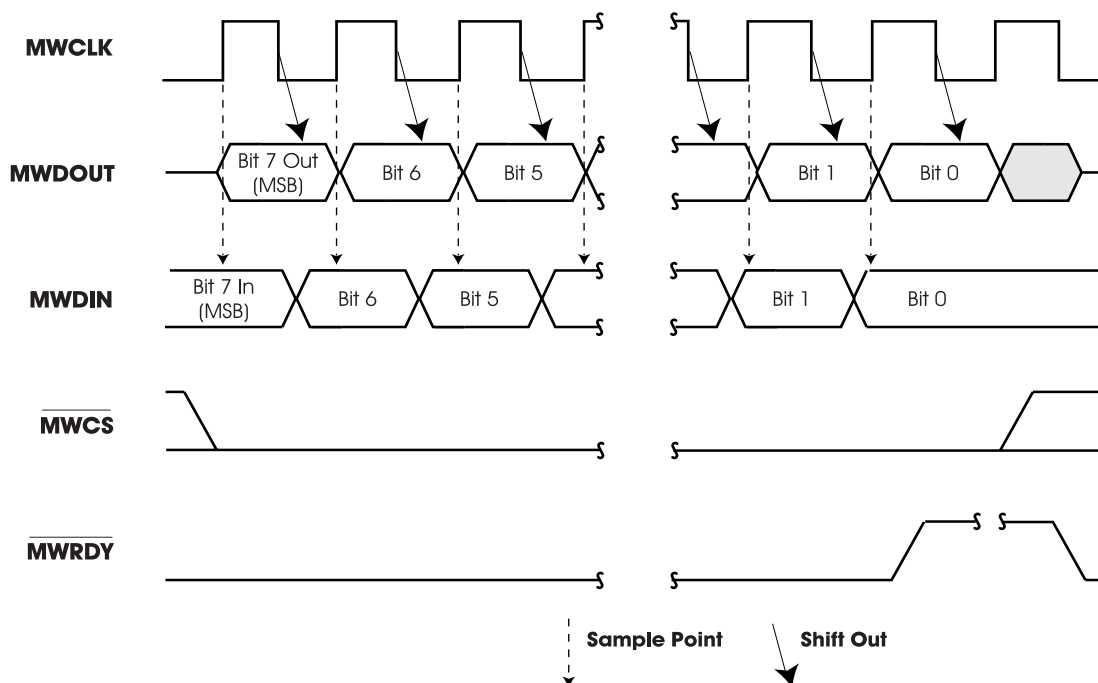 MWCLK
MWDOUT
Bit 7 Out
(MSB)
Bit 6
Bit 5
Bit 1
Bit 0
MWDIN
Bit 7 In
(MSB)
Bit 6
Bit 5
Bit 1
Bit 0
MWCS
MWRDY
Sample Point
Shift Out